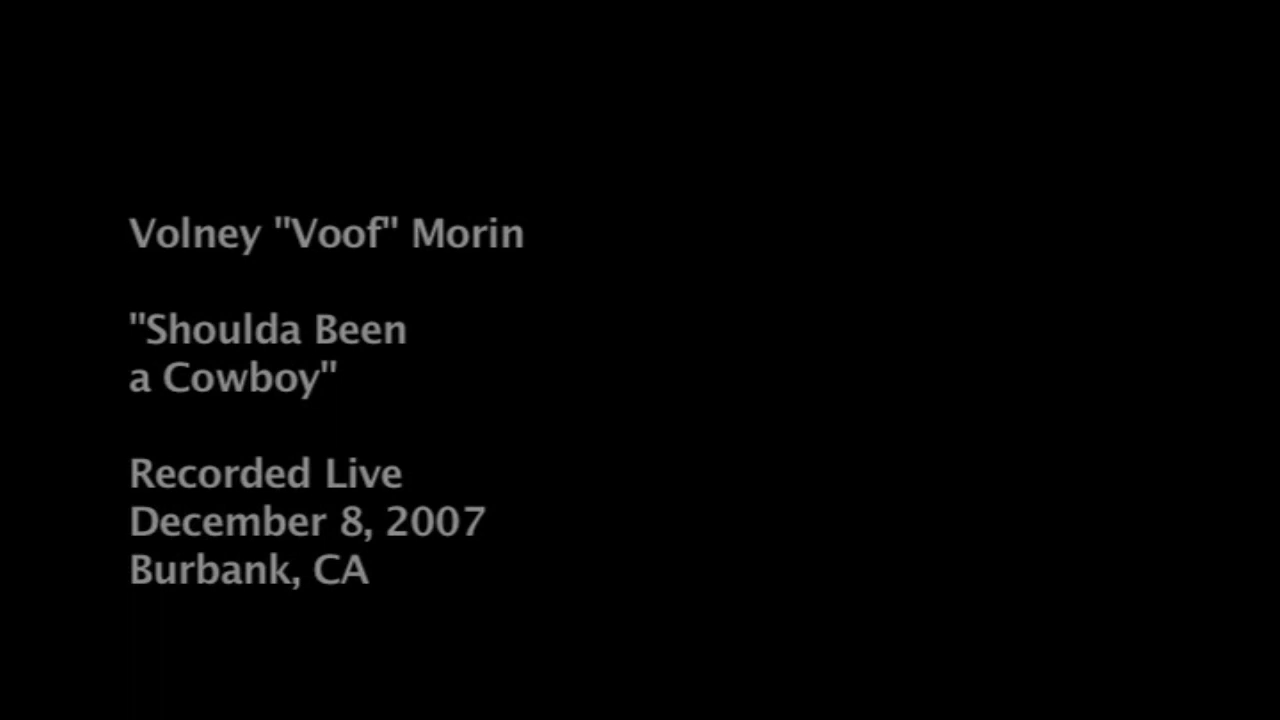 Volney "Voof" Morin
"Shoulda Been
a Cowboy"
Recorded Live
December 8, 2007
Burbank, CA